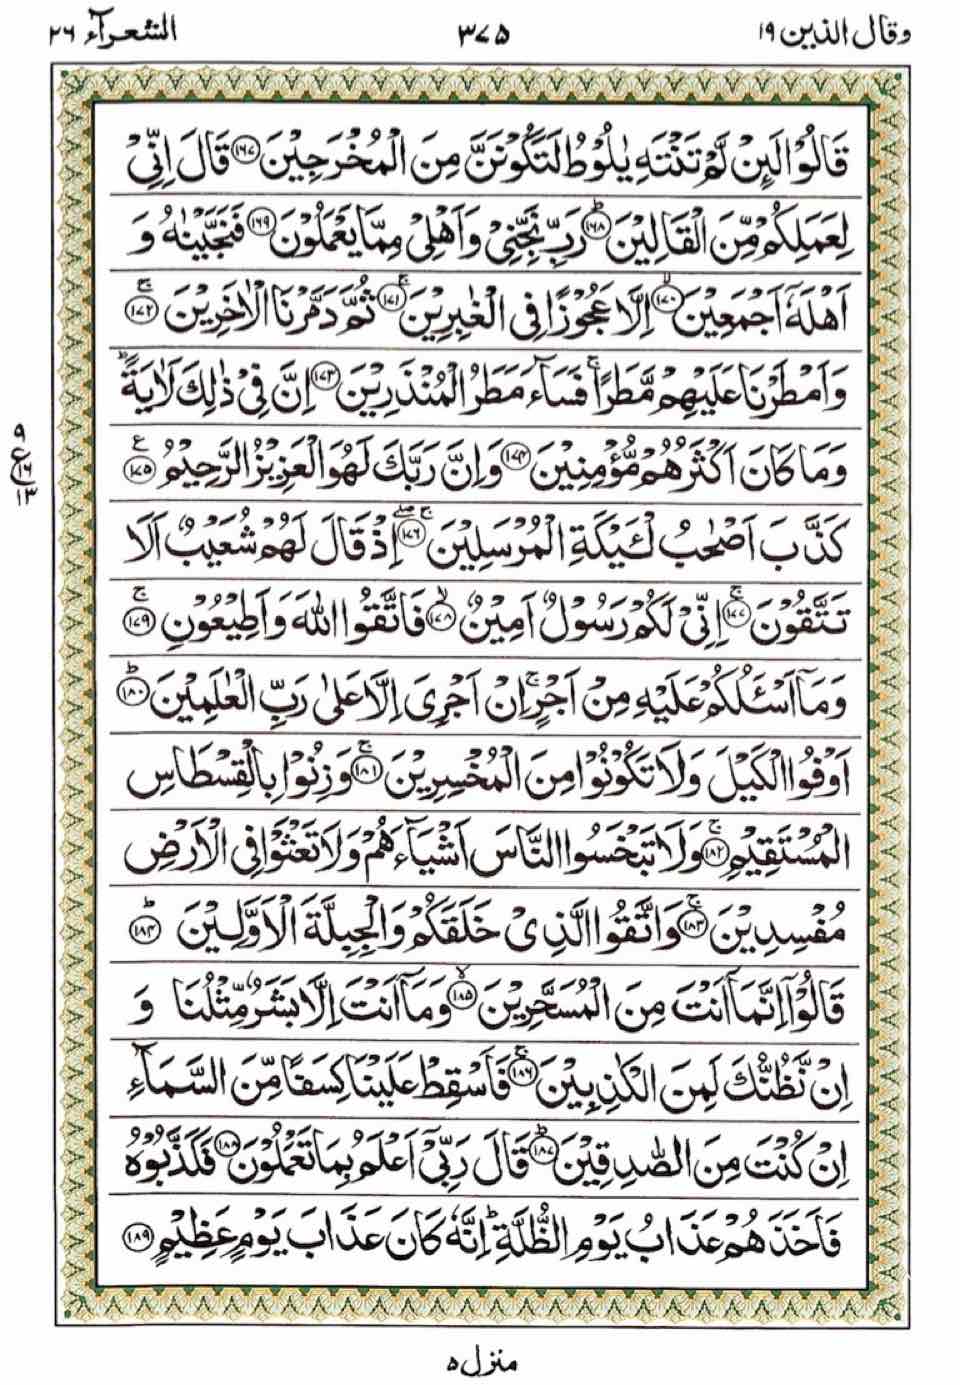 وقال الذين ١٩
٣٧٥
الشعرآء ٢٦
قَالُوْا لَىِٕنْ لَّمْ تَنْتَهِ يٰلُوْطُ لَتَكُوْنَنَّ مِنَ الْمُخْرَجِيْنَ ١٦٧ قَالَ اِنِّیْ
لِعَمَلِكُمْ مِّنَ الْقَالِيْنَ ؕ ١٦٨ رَبِّ نَجِّنِیْ وَاَهْلِیْ مِمَّا يَعْمَلُوْنَ ١٦٩ فَنَجَّيْنٰهُ وَ
اَهْلَهٗۤ اَجْمَعِيْنَ ۙ ١٧٠ اِلَّا عَجُوْزًا فِی الْغٰبِرِيْنَ ۚ ١٧١ ثُمَّ دَمَّرْنَا الْاٰخَرِيْنَ ۚ ١٧٢
وَاَمْطَرْنَا عَلَيْهِمْ مَّطَرًا ۚ فَسَآءَ مَطَرُ الْمُنْذَرِيْنَ ١٧٣ اِنَّ فِیْ ذٰلِكَ لَاٰيَةً ؕ
وَمَا كَانَ اَكْثَرُهُمْ مُّؤْمِنِيْنَ ١٧٤ وَاِنَّ رَبَّكَ لَهُوَ الْعَزِيْزُ الرَّحِيْمُ ع ١٧٥
٩
ع
١٦
١٣
كَذَّبَ اَصْحٰبُ لْـَٔيْكَةِ الْمُرْسَلِيْنَ ۚۖ ١٧٦ اِذْ قَالَ لَهُمْ شُعَيْبٌ اَلَا
تَتَّقُوْنَ ۚ ١٧٧ اِنِّیْ لَكُمْ رَسُوْلٌ اَمِيْنٌ ۙ ١٧٨ فَاتَّقُوا اللّٰهَ وَاَطِيْعُوْنِ ۚ ١٧٩
وَمَاۤ اَسْـَٔلُكُمْ عَلَيْهِ مِنْ اَجْرٍ ۚ اِنْ اَجْرِیَ اِلَّا عَلٰی رَبِّ الْعٰلَمِيْنَ ؕ ١٨٠
اَوْفُوا الْكَيْلَ وَلَا تَكُوْنُوْا مِنَ الْمُخْسِرِيْنَ ۚ ١٨١ وَزِنُوْا بِالْقِسْطَاسِ
الْمُسْتَقِيْمِ ۚ ١٨٢ وَلَا تَبْخَسُوا النَّاسَ اَشْيَآءَهُمْ وَلَا تَعْثَوْا فِی الْاَرْضِ
مُفْسِدِيْنَ ۚ ١٨٣ وَاتَّقُوا الَّذِیْ خَلَقَكُمْ وَالْجِبِلَّةَ الْاَوَّلِيْنَ ؕ ١٨٤
قَالُوْۤا اِنَّمَاۤ اَنْتَ مِنَ الْمُسَحَّرِيْنَ ۙ ١٨٥ وَمَاۤ اَنْتَ اِلَّا بَشَرٌ مِّثْلُنَا وَ
اِنْ نَّظُنُّكَ لَمِنَ الْكٰذِبِيْنَ ۚ ١٨٦ فَاَسْقِطْ عَلَيْنَا كِسَفًا مِّنَ السَّمَآءِ
اِنْ كُنْتَ مِنَ الصّٰدِقِيْنَ ؕ ١٨٧ قَالَ رَبِّیْۤ اَعْلَمُ بِمَا تَعْمَلُوْنَ ١٨٨ فَكَذَّبُوْهُ
فَاَخَذَهُمْ عَذَابُ يَوْمِ الظُّلَّةِ ؕ اِنَّهٗ كَانَ عَذَابَ يَوْمٍ عَظِيْمٍ ١٨٩
منزل ٥